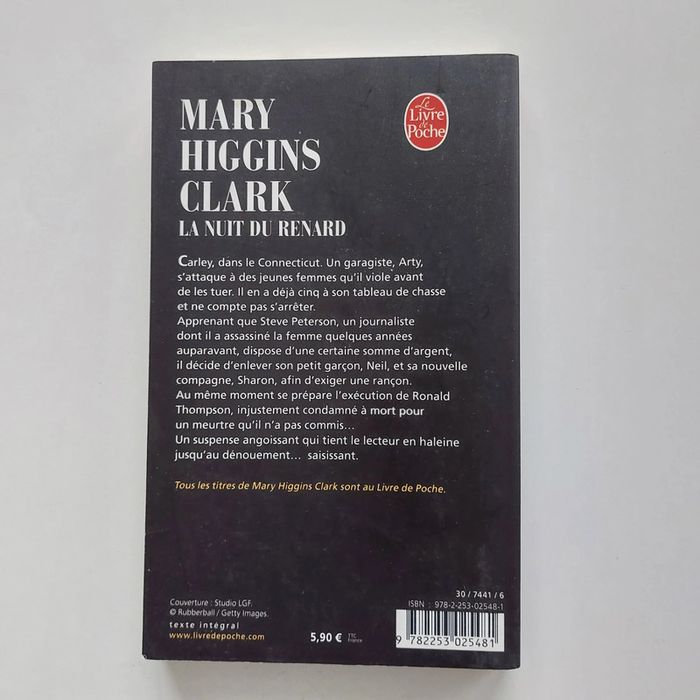 MARY
HIGGINS
CLARK
LA NUIT DU RENARD
Le
Livre
de
Poche
Carley, dans le Connecticut. Un garagiste, Arty,
s'attaque à des jeunes femmes qu'il viole avant
de les tuer. Il en a déjà cinq à son tableau de chasse
et ne compte pas s'arrêter.
Apprenant que Steve Peterson, un journaliste
dont il a assassiné la femme quelques années
auparavant, dispose d'une certaine somme d'argent,
il décide d'enlever son petit garçon, Neil, et sa nouvelle
compagne, Sharon, afin d'exiger une rançon.
Au même moment se prépare l'exécution de Ronald
Thompson, injustement condamné à mort pour
un meurtre qu'il n'a pas commis…
Un suspense angoissant qui tient le lecteur en haleine
jusqu'au dénouement… saisissant.
Tous les titres de Mary Higgins Clark sont au Livre de Poche.
30 / 7441 / 6
ISBN : 978-2-253-02548-1
Couverture : Studio LGF.
© Rubberball / Getty Images.
texte intégral
www.livredepoche.com
5,90 € TTC
France
9 782253 025481